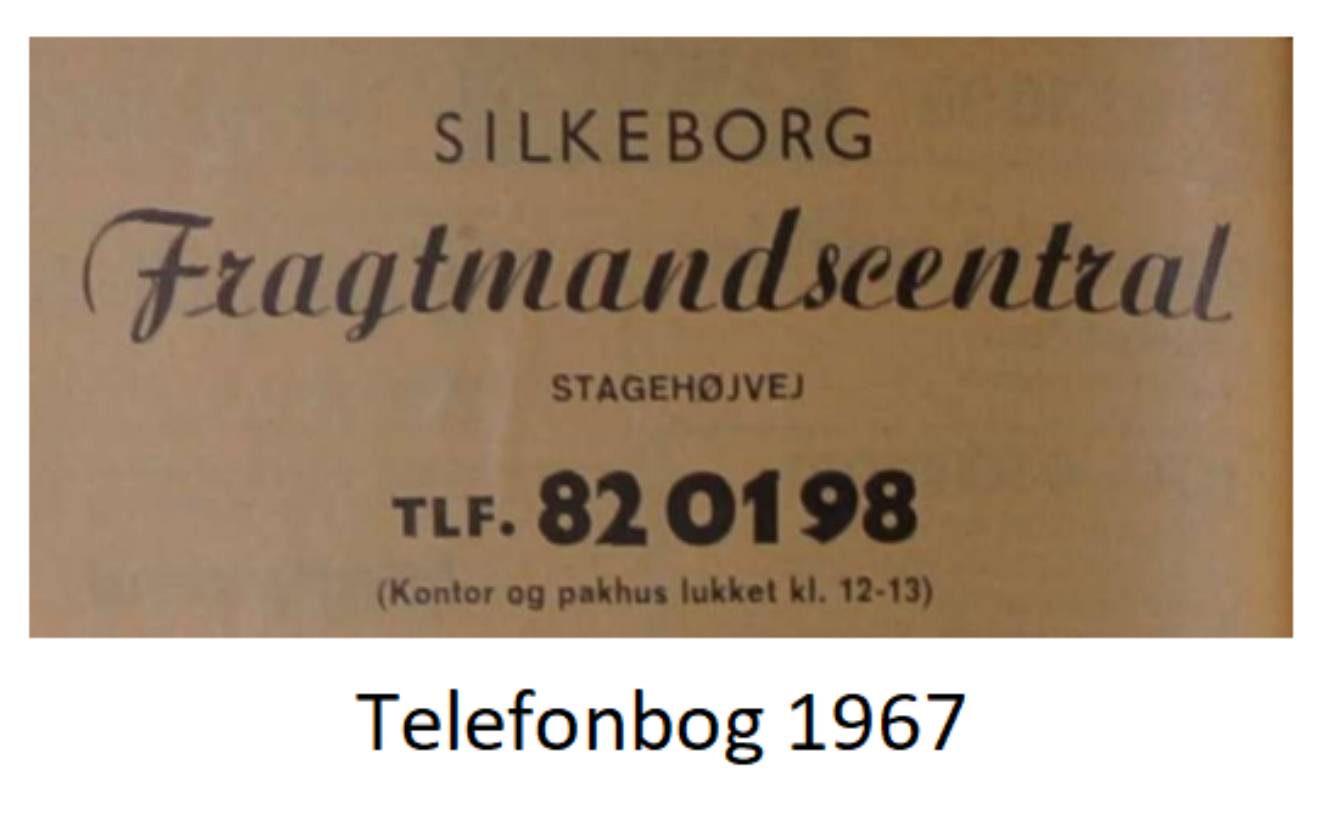 SILKEBORG
Fragtmandscentral
STAGEHØJVEJ
TLF. 82 01 98
(Kontor og pakhus lukket kl. 12-13)
Telefonbog 1967